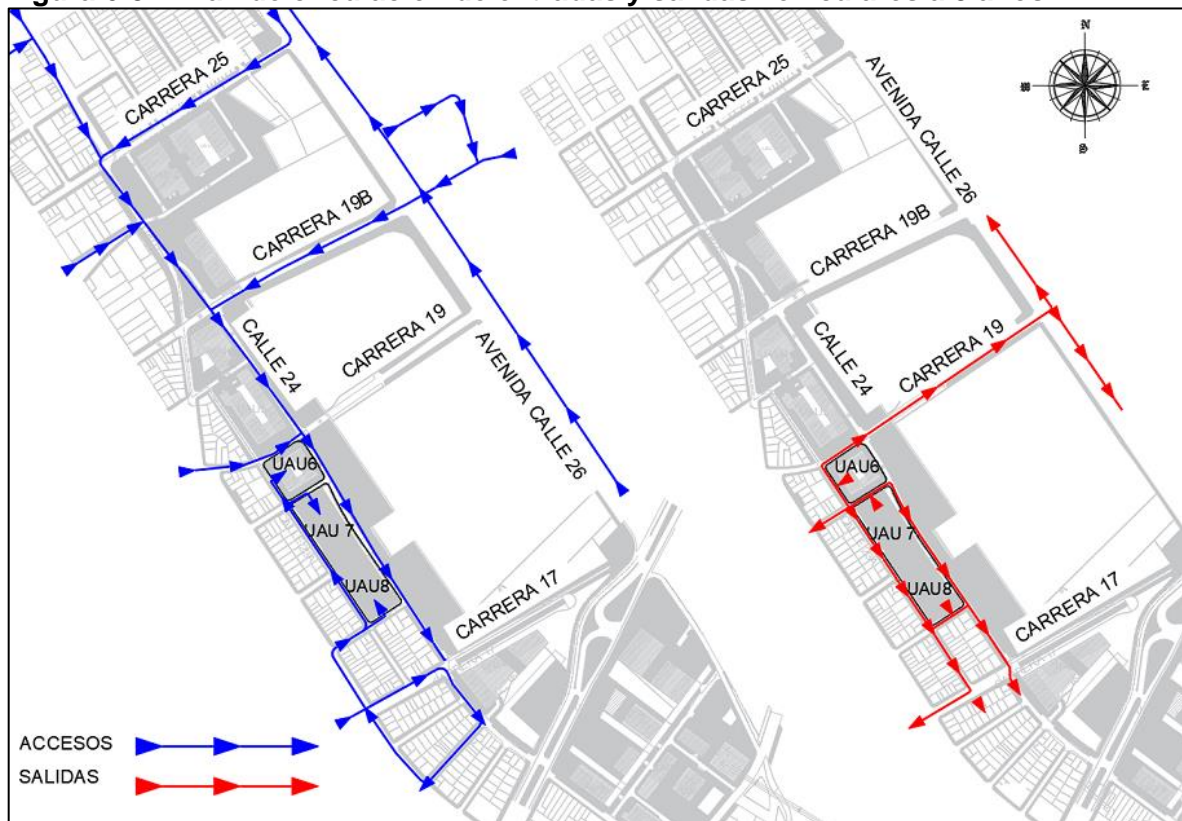 N
E
S
CARRERA 25
CARRERA 19B
CALLE 24
CARRERA 19
AVENIDA CALLE 26
UAU6
UAU 7
UAU8
CARRERA 17
CARRERA 25
AVENIDA CALLE 26
CARRERA 19B
CALLE 24
CARRERA 19
UAU6
UAU 7
UAU8
CARRERA 17
ACCESOS
SALIDAS